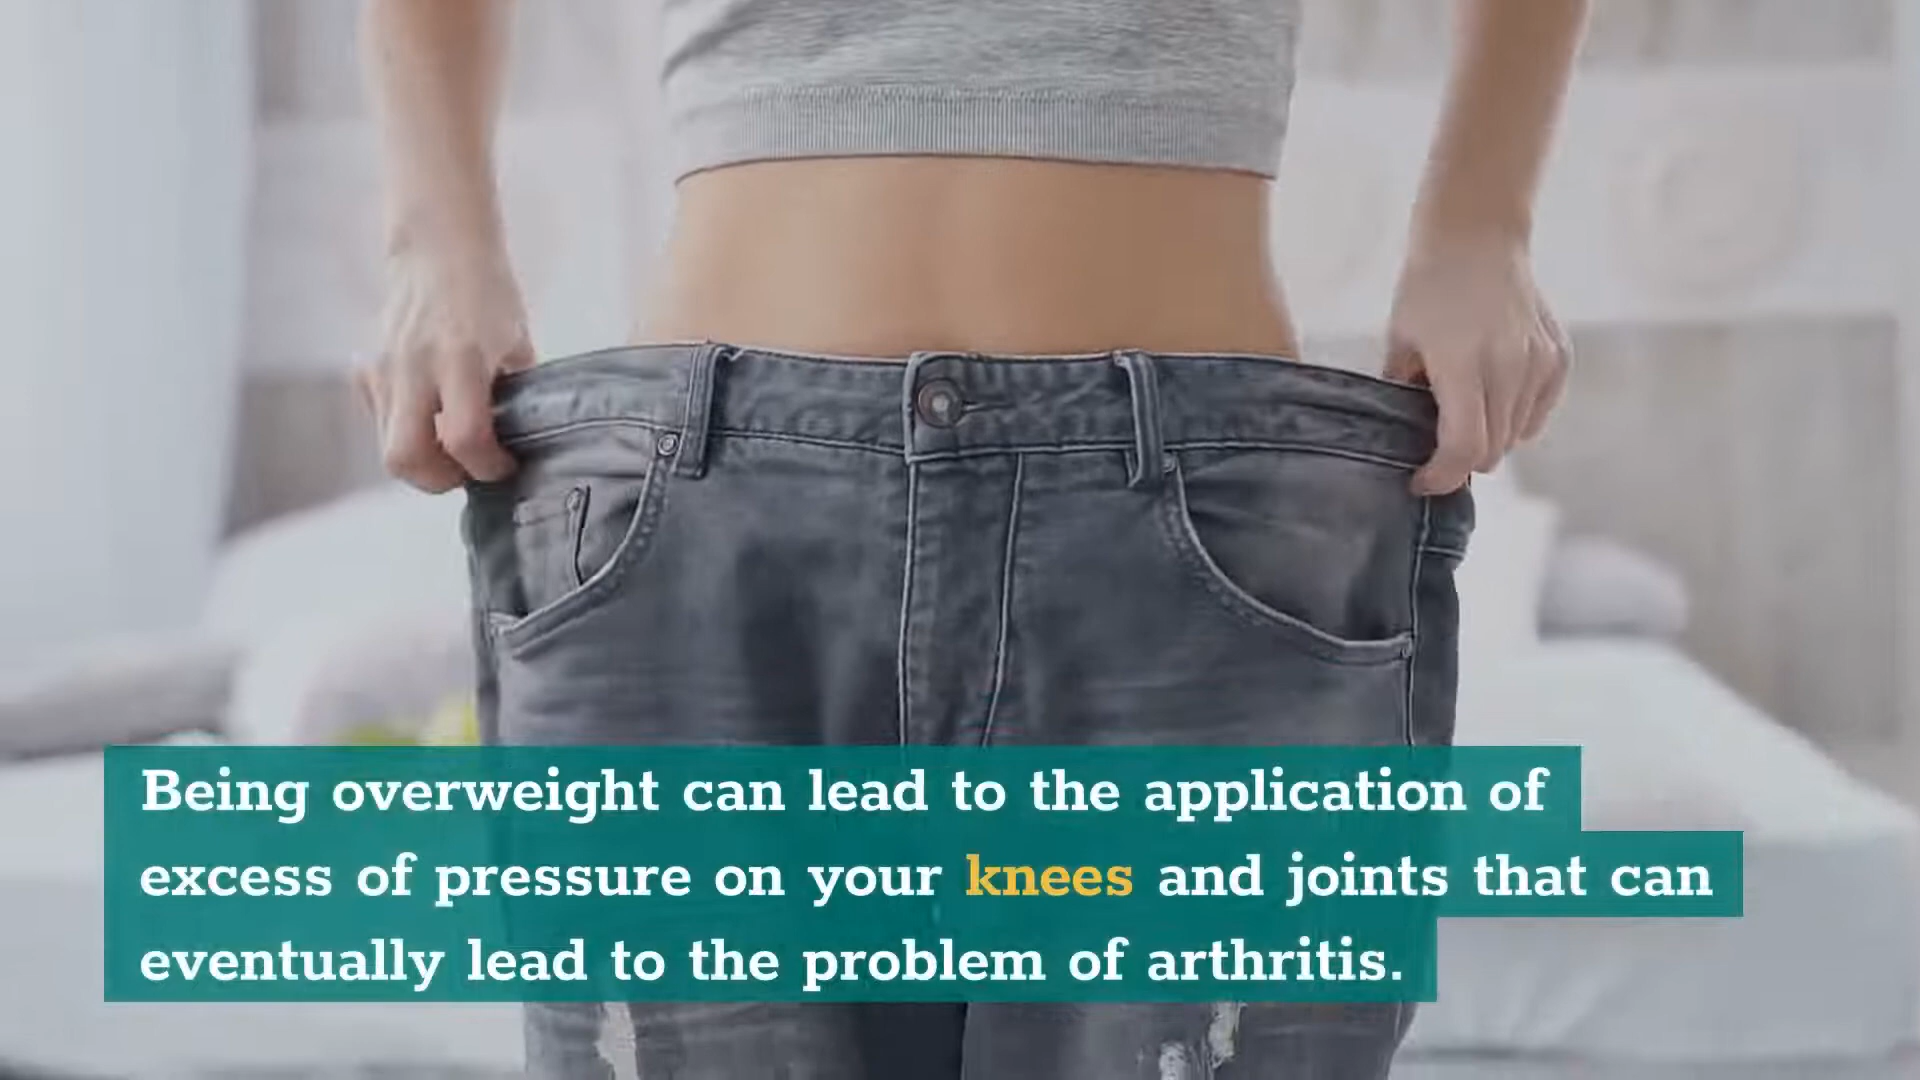 Being overweight can lead to the application of
excess of pressure on your knees and joints that can
eventually lead to the problem of arthritis.